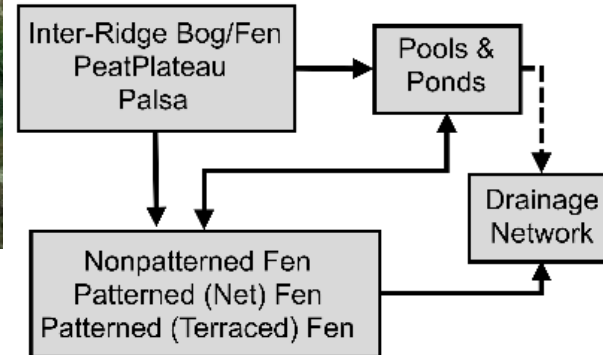 Inter-Ridge Bog/Fen
PeatPlateau
Palsa
Pools &
Ponds
Drainage
Network
Nonpatterned Fen
Patterned (Net) Fen
Patterned (Terraced) Fen